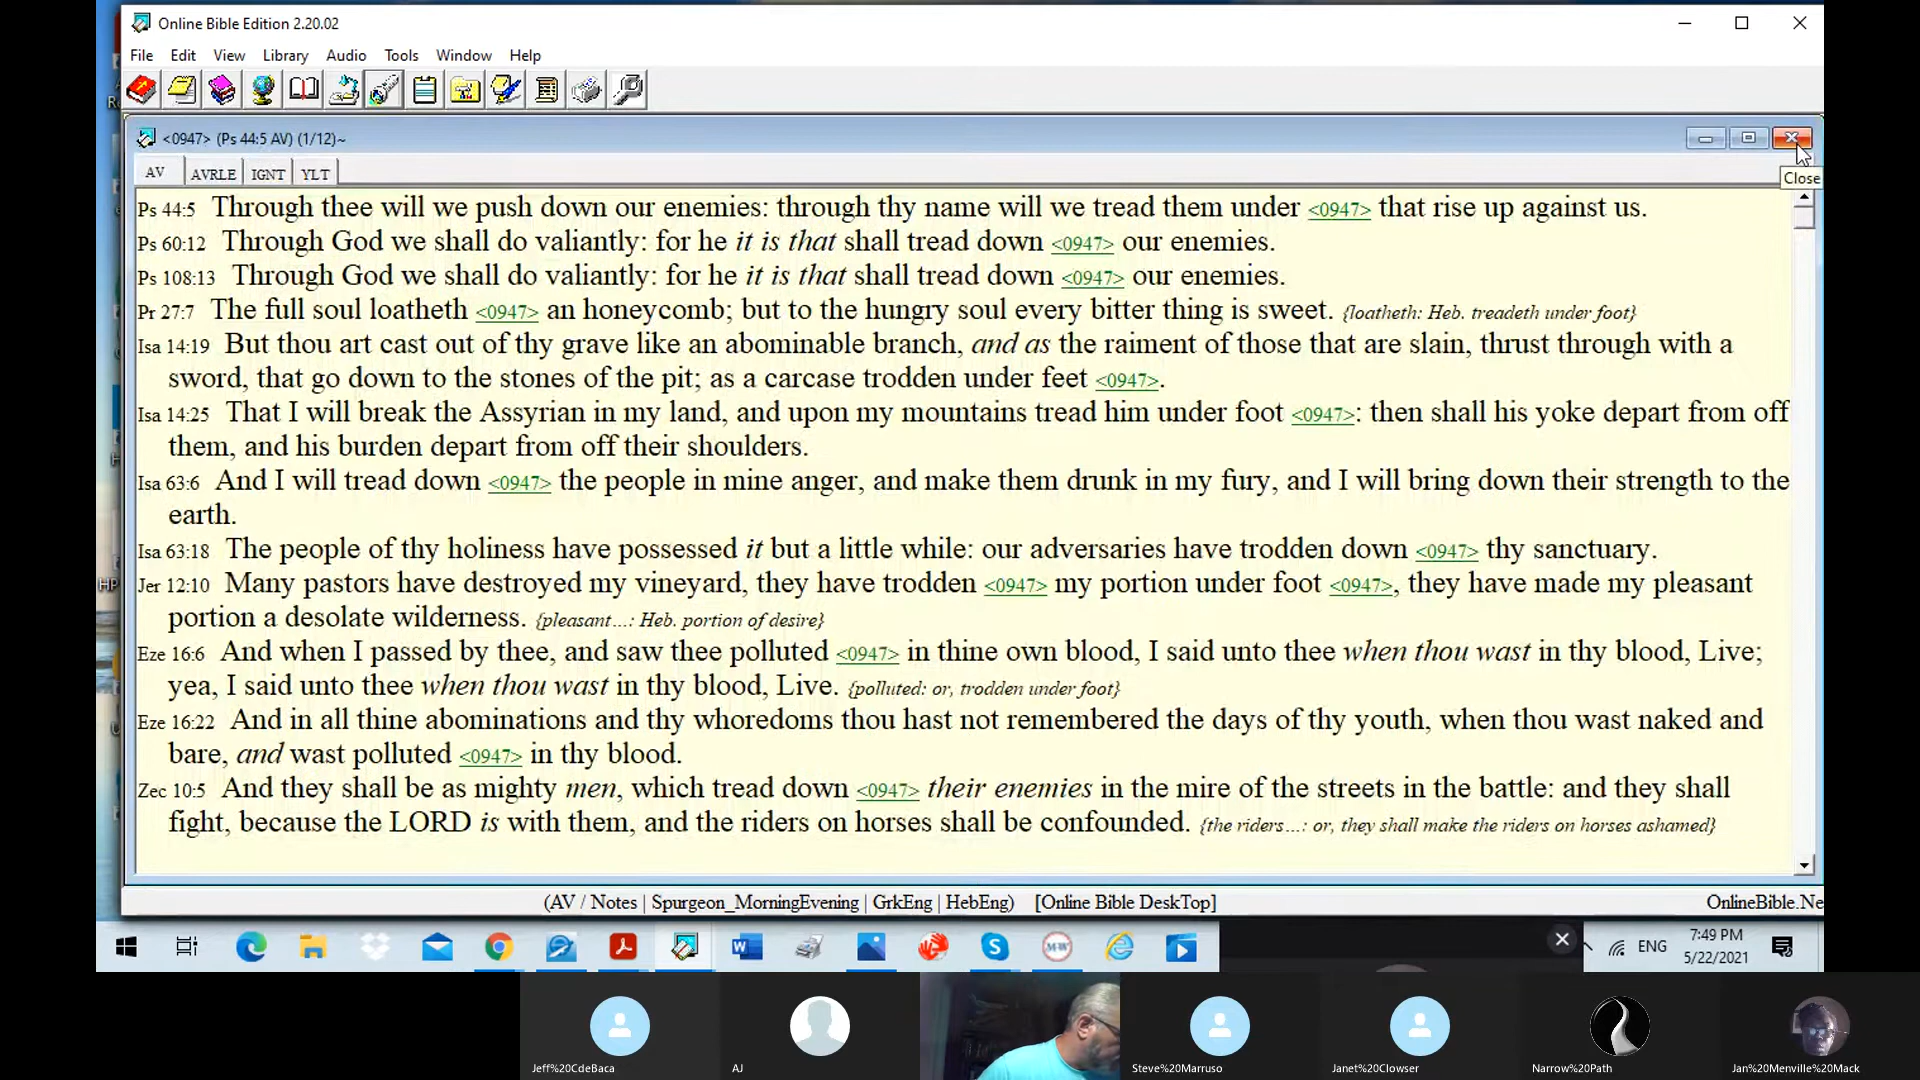 Online Bible Edition 2.20.02
File Edit View Library Audio Tools Window Help
<0947> (Ps 44:5 AV) (1/12)~
AV AVRLE IGNT YLT
Close
Ps 44:5 Through thee will we push down our enemies: through thy name will we tread them under <0947> that rise up against us.
Ps 60:12 Through God we shall do valiantly: for he it is that shall tread down <0947> our enemies.
Ps 108:13 Through God we shall do valiantly: for he it is that shall tread down <0947> our enemies.
Pr 27:7 The full soul loatheth <0947> an honeycomb; but to the hungry soul every bitter thing is sweet. {loatheth: Heb. treadeth under foot}
Isa 14:19 But thou art cast out of thy grave like an abominable branch, and as the raiment of those that are slain, thrust through with a
sword, that go down to the stones of the pit; as a carcase trodden under feet <0947>.
Isa 14:25 That I will break the Assyrian in my land, and upon my mountains tread him under foot <0947>: then shall his yoke depart from off
them, and his burden depart from off their shoulders.
Isa 63:6 And I will tread down <0947> the people in mine anger, and make them drunk in my fury, and I will bring down their strength to the
earth.
Isa 63:18 The people of thy holiness have possessed it but a little while: our adversaries have trodden down <0947> thy sanctuary.
Jer 12:10 Many pastors have destroyed my vineyard, they have trodden <0947> my portion under foot <0947>, they have made my pleasant
portion a desolate wilderness. {pleasant...: Heb. portion of desire}
Eze 16:6 And when I passed by thee, and saw thee polluted <0947> in thine own blood, I said unto thee when thou wast in thy blood, Live;
yea, I said unto thee when thou wast in thy blood, Live. {polluted: or, trodden under foot}
Eze 16:22 And in all thine abominations and thy whoredoms thou hast not remembered the days of thy youth, when thou wast naked and
bare, and wast polluted <0947> in thy blood.
Zec 10:5 And they shall be as mighty men, which tread down <0947> their enemies in the mire of the streets in the battle: and they shall
fight, because the LORD is with them, and the riders on horses shall be confounded. {the riders...: or, they shall make the riders on horses ashamed}
(AV / Notes | Spurgeon_MorningEvening | GrkEng | HebEng) [Online Bible DeskTop] OnlineBible.Ne
HP
ENG
7:49 PM
5/22/2021
Jeff%20CdeBaca AJ Steve%20Marruso Janet%20Clowser Narrow%20Path Jan%20Menville%20Mack